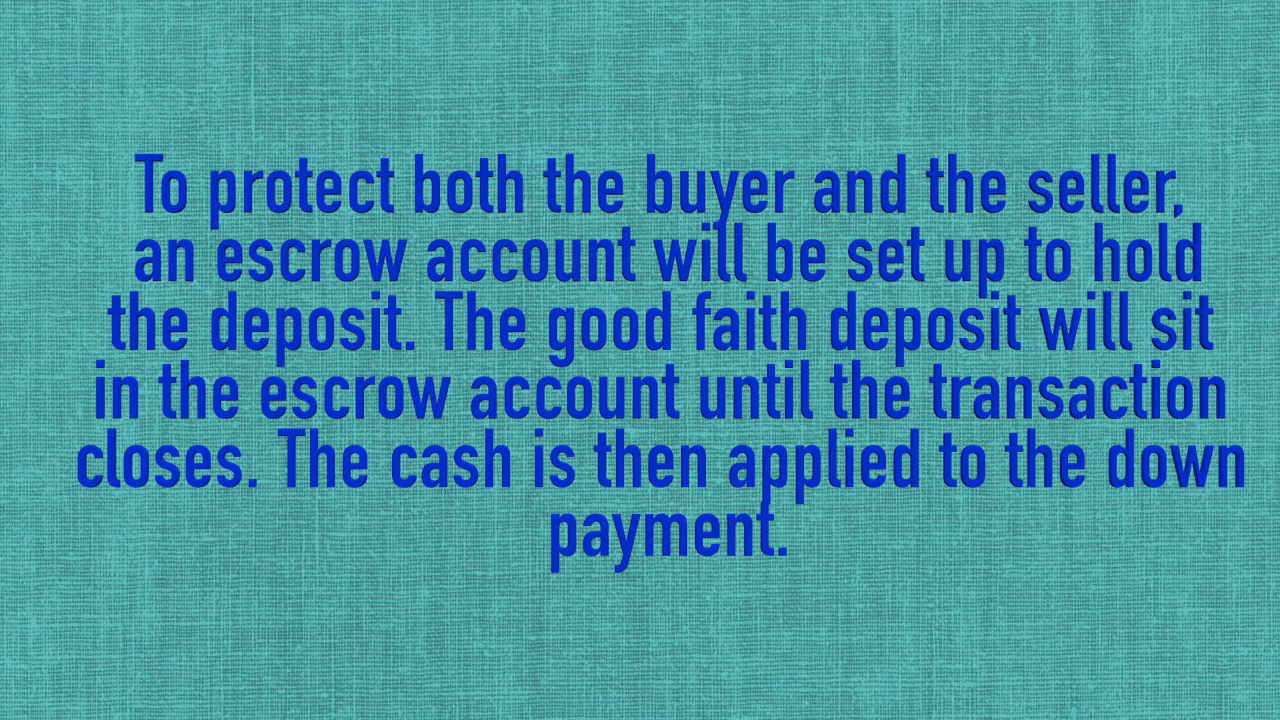 To protect both the buyer and the seller,
an escrow account will be set up to hold
the deposit. The good faith deposit will sit
in the escrow account until the transaction
closes. The cash is then applied to the down
payment.